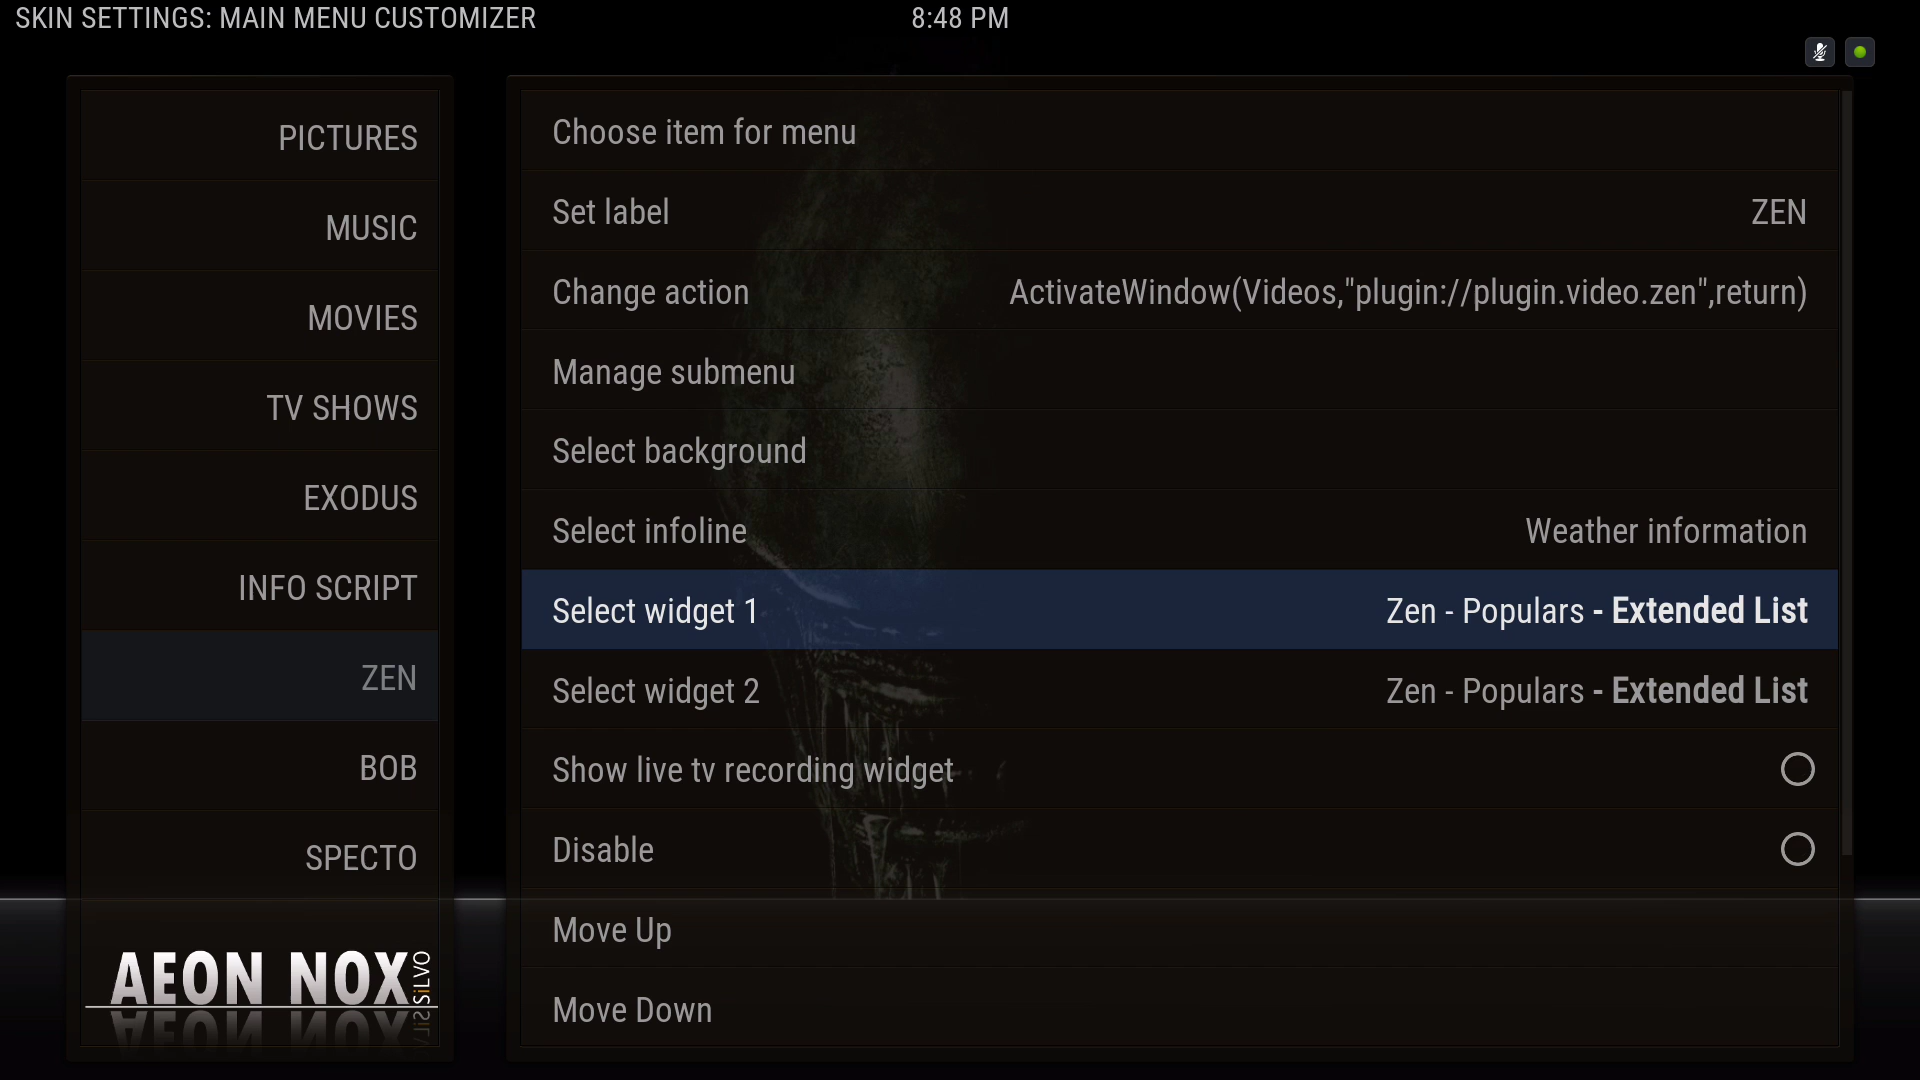 SKIN SETTINGS: MAIN MENU CUSTOMIZER
8:48 PM
PICTURES
MUSIC
MOVIES
TV SHOWS
EXODUS
INFO SCRIPT
ZEN
BOB
SPECTO
AEON NOX SiLVO
Choose item for menu
Set label ZEN
Change action ActivateWindow(Videos,"plugin://plugin.video.zen",return)
Manage submenu
Select background
Select infoline Weather information
Select widget 1 Zen - Populars - Extended List
Select widget 2 Zen - Populars - Extended List
Show live tv recording widget
Disable
Move Up
Move Down